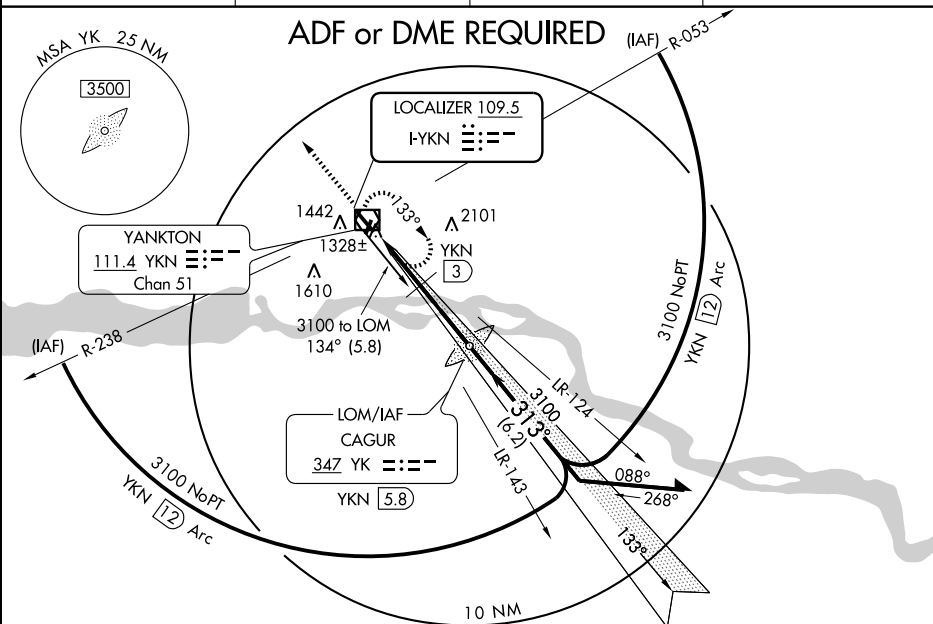 ADF or DME REQUIRED
MSA YK 25 NM
3500
(IAF) R-053
LOCALIZER 109.5
I-YKN
1442
133°
2101
1328±
YKN
3
YANKTON
111.4 YKN
Chan 51
1610
3100 to LOM
134° (5.8)
3100 NoPT
YKN 12 Arc
(IAF) R-238
LOM/IAF
CAGUR
347 YK
YKN 5.8
3100
313°
(6.2)
LR-124
LR-143
088°
268°
133°
3100 NoPT
YKN 12 Arc
10 NM